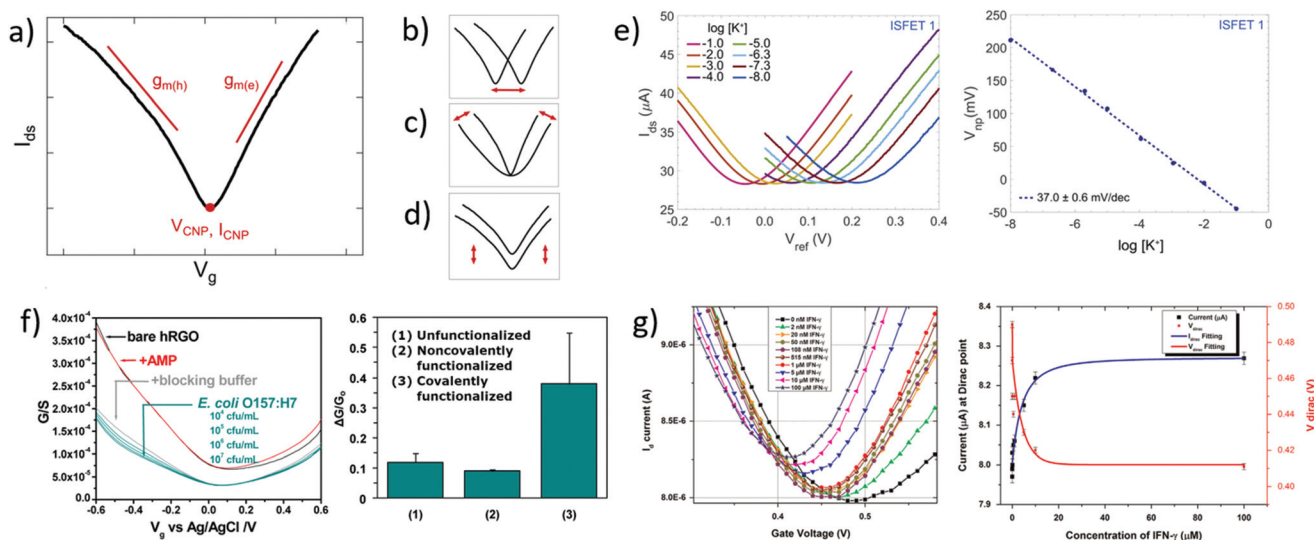 a)
I_ds
g_m(h)
g_m(e)
V_CNP, I_CNP
V_g
b)
c)
d)
e)
ISFET 1
log [K⁺]
-1.0
-2.0
-3.0
-4.0
-5.0
-6.3
-7.3
-8.0
I_ds (μA)
50
45
40
35
30
25
-0.2
-0.1
0.0
0.1
0.2
0.3
0.4
V_ref (V)
ISFET 1
V_np (mV)
250
200
150
100
50
0
-50
37.0 ± 0.6 mV/dec
-8
-6
-4
-2
0
log [K⁺]
f)
G/S
4.0x10⁻⁴
3.5x10⁻⁴
3.0x10⁻⁴
2.5x10⁻⁴
2.0x10⁻⁴
1.5x10⁻⁴
1.0x10⁻⁴
5.0x10⁻⁵
0.0
bare hRGO
+AMP
+blocking buffer
E. coli O157:H7
10⁴ cfu/mL
10⁵ cfu/mL
10⁶ cfu/mL
10⁷ cfu/mL
-0.6
-0.4
-0.2
0.0
0.2
0.4
0.6
V_g vs Ag/AgCl /V
ΔG/G₀
0.6
0.5
0.4
0.3
0.2
0.1
0.0
(1) Unfunctionalized
(2) Noncovalently
functionalized
(3) Covalently
functionalized
(1)
(2)
(3)
g)
I_d current (A)
9.0E-6
8.5E-6
8.0E-6
0 nM IFN-γ
2 nM IFN-γ
20 nM IFN-γ
50 nM IFN-γ
515 nM IFN-γ
1 μM IFN-γ
5 μM IFN-γ
10 μM IFN-γ
100 μM IFN-γ
0.4
0.5
Gate Voltage (V)
Current (μA) at Dirac point
8.4
8.3
8.2
8.1
8.0
7.9
Current (μA)
V_dirac
I_dirac Fitting
V_dirac Fitting
0
20
40
60
80
100
Concentration of IFN-γ (μM)
0.50
0.48
0.46
0.44
0.42
0.40
V dirac (V)